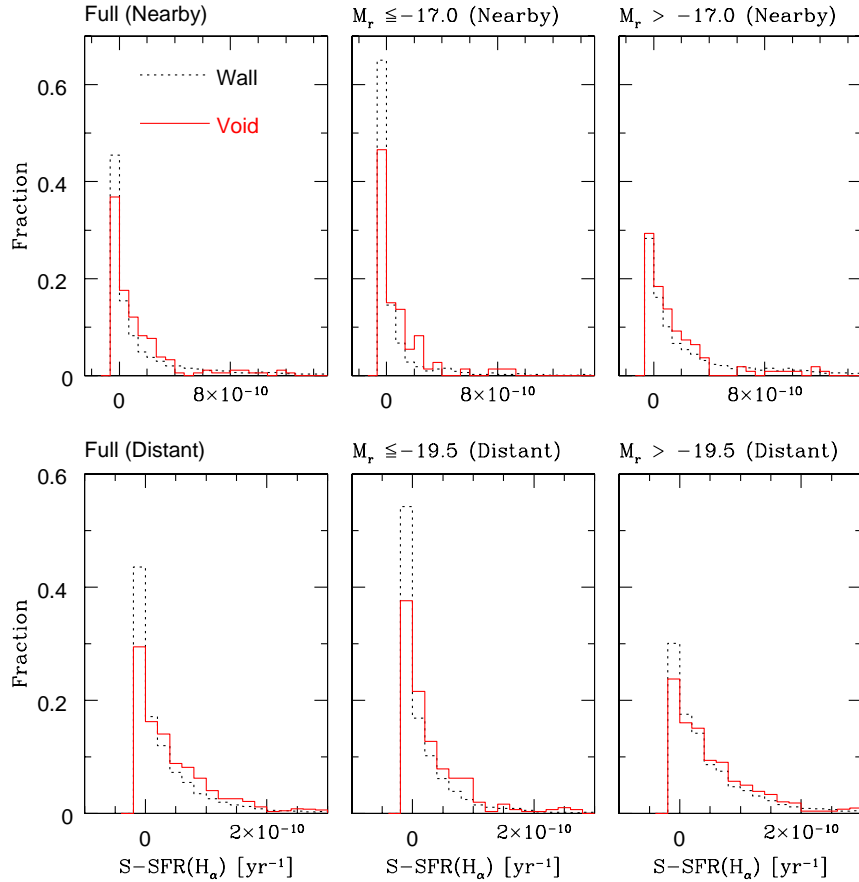 Full (Nearby)
M_r ≦−17.0 (Nearby)
M_r > −17.0 (Nearby)
Wall
Void
Fraction
0.6
0.4
0.2
0
0
8×10⁻¹⁰
0
8×10⁻¹⁰
0
8×10⁻¹⁰
Full (Distant)
M_r ≦−19.5 (Distant)
M_r > −19.5 (Distant)
Fraction
0.6
0.4
0.2
0
0
2×10⁻¹⁰
0
2×10⁻¹⁰
0
2×10⁻¹⁰
S−SFR(H_α) [yr⁻¹]
S−SFR(H_α) [yr⁻¹]
S−SFR(H_α) [yr⁻¹]